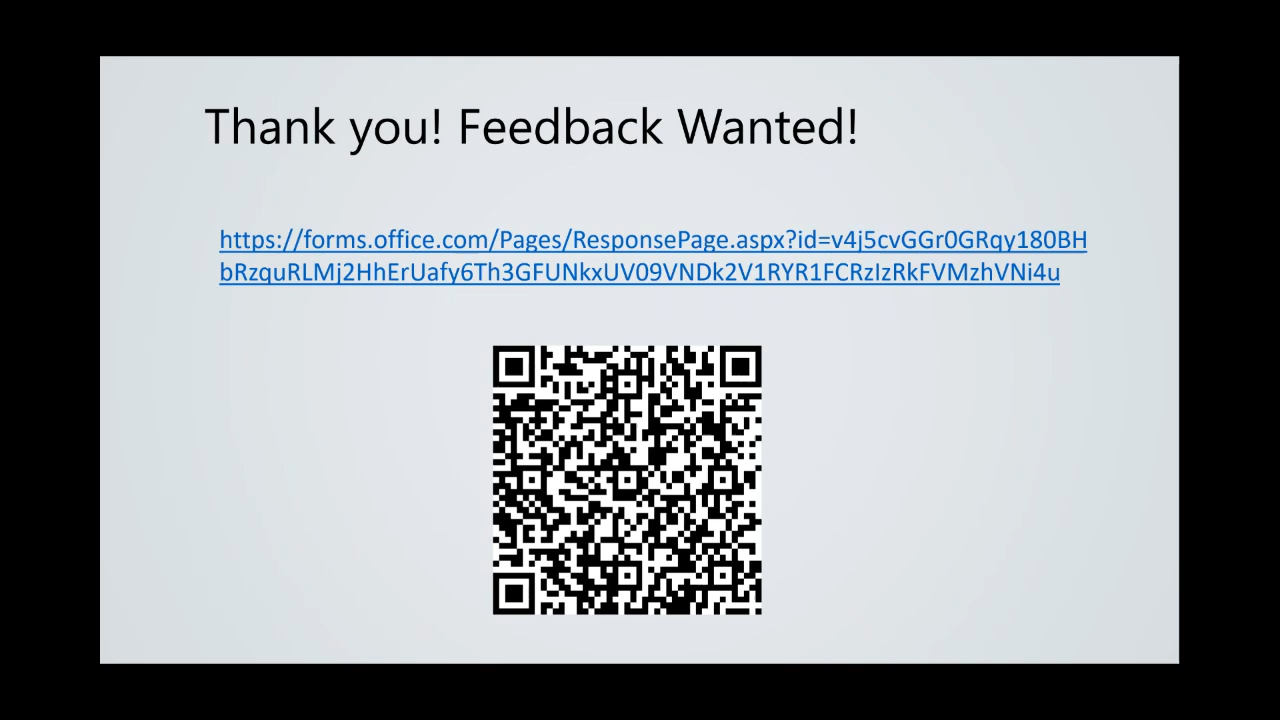 Thank you! Feedback Wanted!
https://forms.office.com/Pages/ResponsePage.aspx?id=v4j5cvGGr0GRqy180BH
bRzquRLMj2HhErUafy6Th3GFUNkxUV09VNDk2V1RYR1FCRzIzRkFVMzhVNi4u